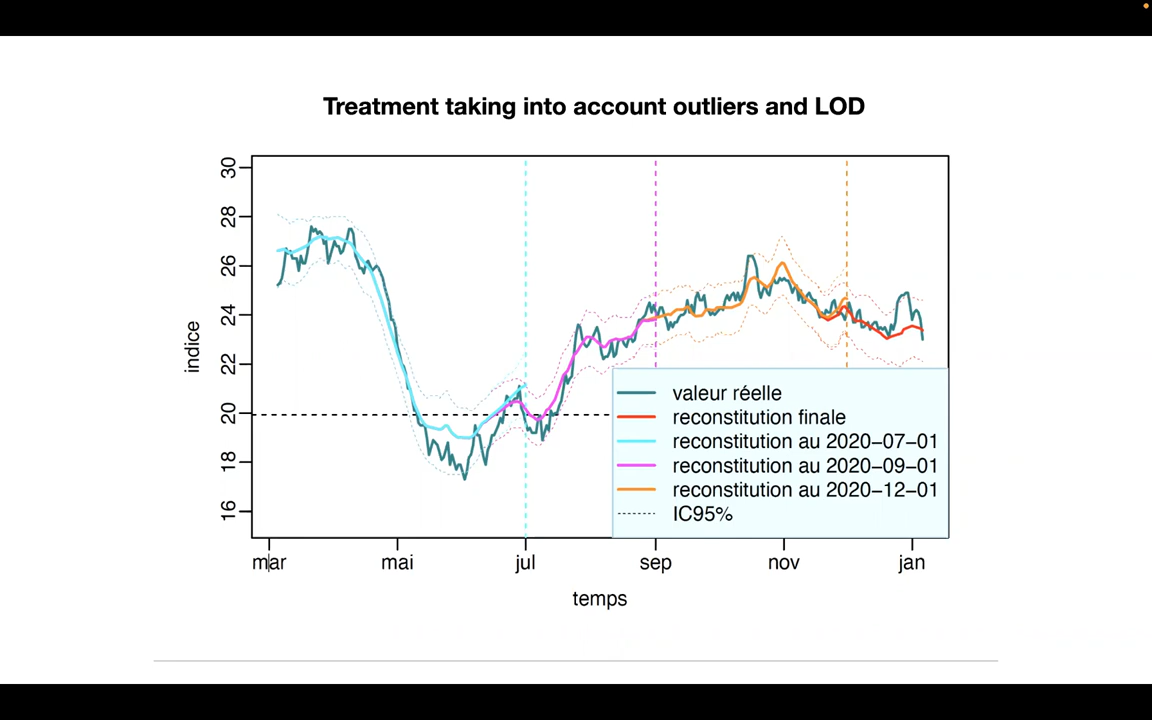 Treatment taking into account outliers and LOD
30
28
26
24
22
20
18
16
indice
valeur réelle
reconstitution finale
reconstitution au 2020−07−01
reconstitution au 2020−09−01
reconstitution au 2020−12−01
IC95%
mar mai jul sep nov jan
temps